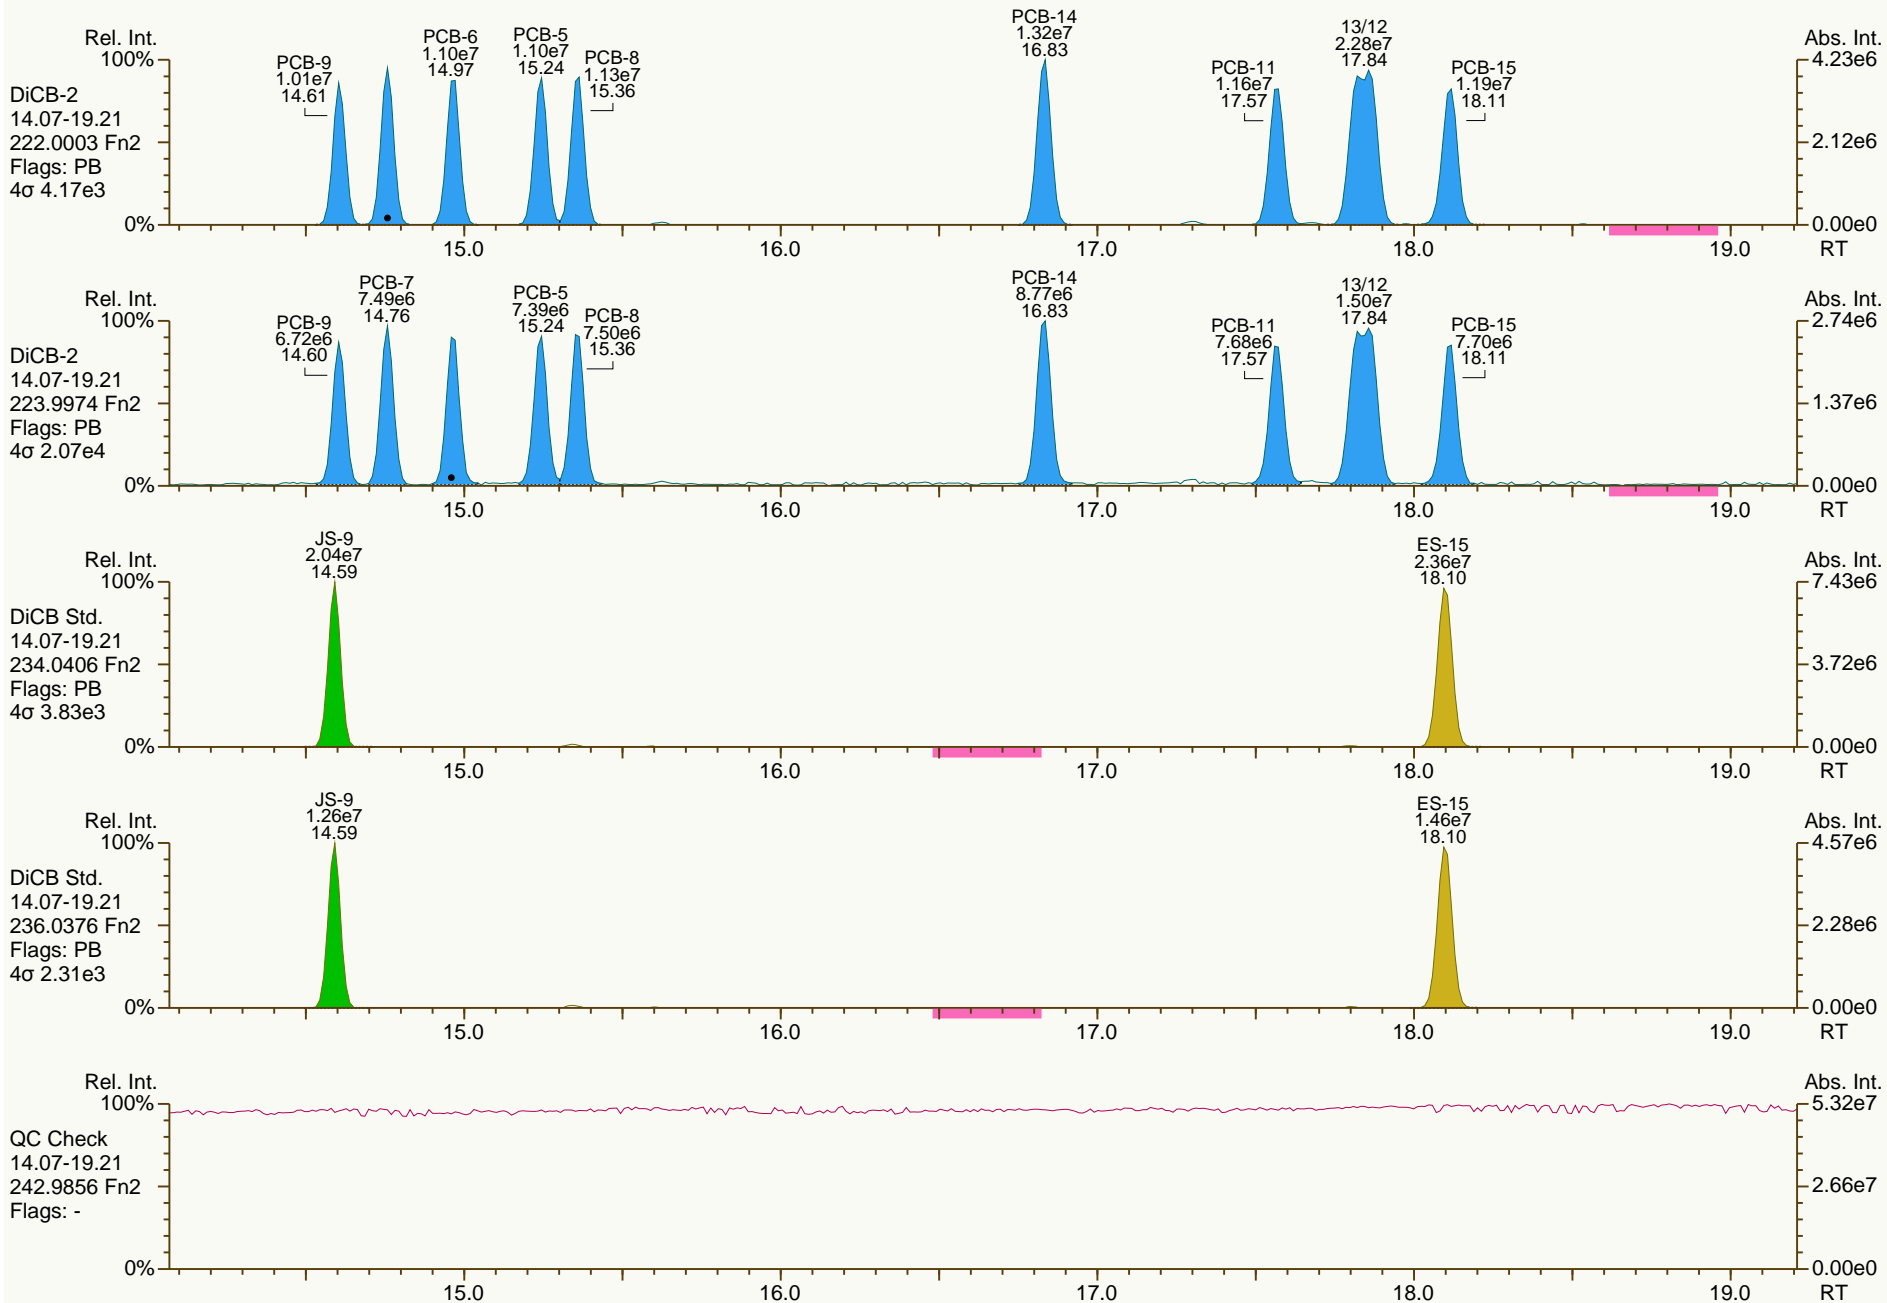 Rel. Int.
100%
0%
DiCB-2
14.07-19.21
222.0003 Fn2
Flags: PB
4σ 4.17e3
PCB-9
1.01e7
14.61
PCB-6
1.10e7
14.97
PCB-5
1.10e7
15.24
PCB-8
1.13e7
15.36
PCB-14
1.32e7
16.83
PCB-11
1.16e7
17.57
13/12
2.28e7
17.84
PCB-15
1.19e7
18.11
Abs. Int.
4.23e6
2.12e6
0.00e0
15.0 16.0 17.0 18.0 19.0 RT
Rel. Int.
100%
0%
DiCB-2
14.07-19.21
223.9974 Fn2
Flags: PB
4σ 2.07e4
PCB-9
6.72e6
14.60
PCB-7
7.49e6
14.76
PCB-5
7.39e6
15.24
PCB-8
7.50e6
15.36
PCB-14
8.77e6
16.83
PCB-11
7.68e6
17.57
13/12
1.50e7
17.84
PCB-15
7.70e6
18.11
Abs. Int.
2.74e6
1.37e6
0.00e0
15.0 16.0 17.0 18.0 19.0 RT
Rel. Int.
100%
0%
DiCB Std.
14.07-19.21
234.0406 Fn2
Flags: PB
4σ 3.83e3
JS-9
2.04e7
14.59
ES-15
2.36e7
18.10
Abs. Int.
7.43e6
3.72e6
0.00e0
15.0 16.0 17.0 18.0 19.0 RT
Rel. Int.
100%
0%
DiCB Std.
14.07-19.21
236.0376 Fn2
Flags: PB
4σ 2.31e3
JS-9
1.26e7
14.59
ES-15
1.46e7
18.10
Abs. Int.
4.57e6
2.28e6
0.00e0
15.0 16.0 17.0 18.0 19.0 RT
Rel. Int.
100%
0%
QC Check
14.07-19.21
242.9856 Fn2
Flags: -
Abs. Int.
5.32e7
2.66e7
0.00e0
15.0 16.0 17.0 18.0 19.0 RT